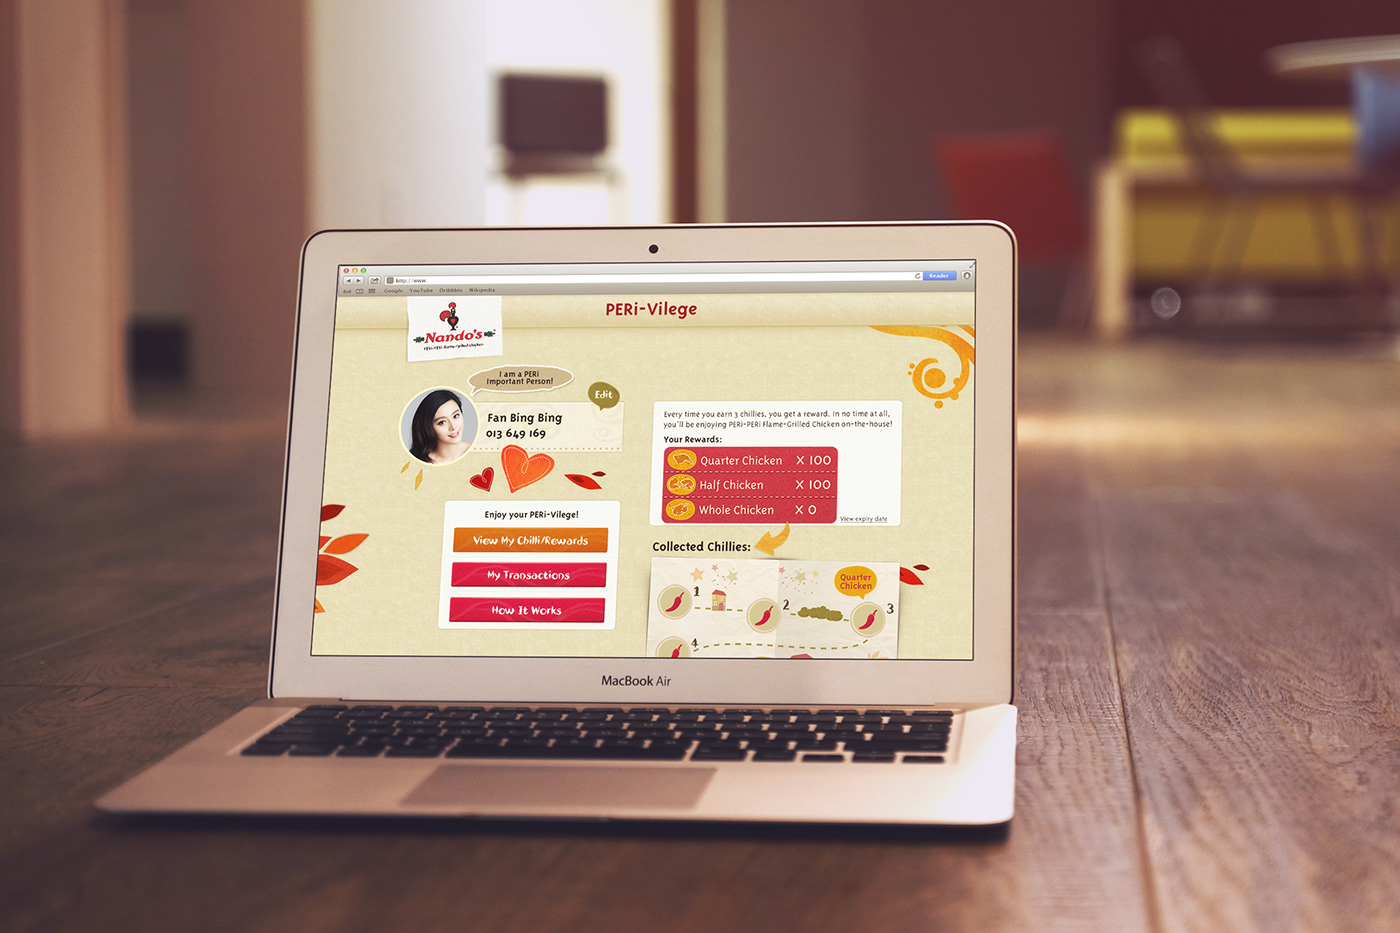 http://www.
Reader
Google YouTube Dribbble Wikipedia
PERi-Vilege
Nando's
PERi-PERi Flame-Grilled Chicken
I am a PERi
Important Person!
Edit
Fan Bing Bing
013 649 169
Enjoy your PERi-Vilege!
View My Chilli/Rewards
My Transactions
How It Works
Every time you earn 3 chillies, you get a reward. In no time at all,
you'll be enjoying PERi-PERi Flame-Grilled Chicken on-the-house!
Your Rewards:
Quarter Chicken X 100
Half Chicken X 100
Whole Chicken X 0
View expiry date
Collected Chillies:
Quarter
Chicken
1
2
3
4
MacBook Air